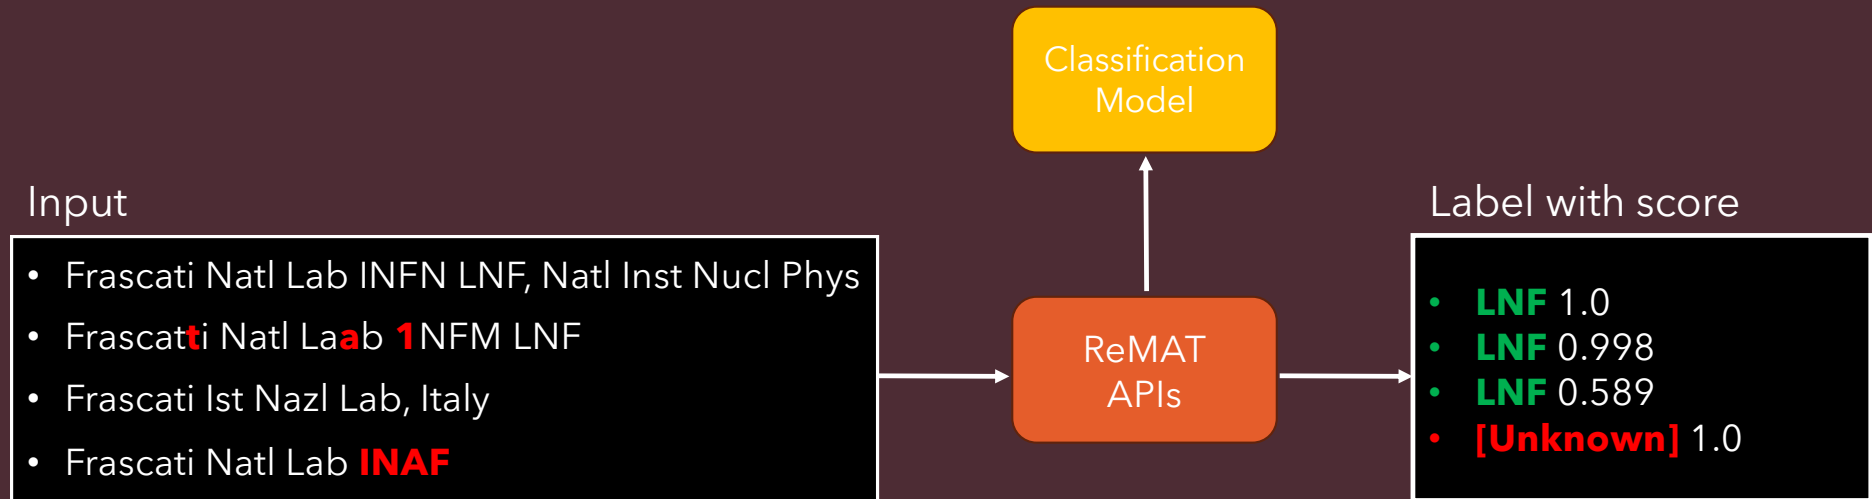 Classification
Model
Input
• Frascati Natl Lab INFN LNF, Natl Inst Nucl Phys
• Frascatti Natl Laab 1NFM LNF
• Frascati Ist Nazl Lab, Italy
• Frascati Natl Lab INAF
ReMAT
APIs
Label with score
• LNF 1.0
• LNF 0.998
• LNF 0.589
• [Unknown] 1.0